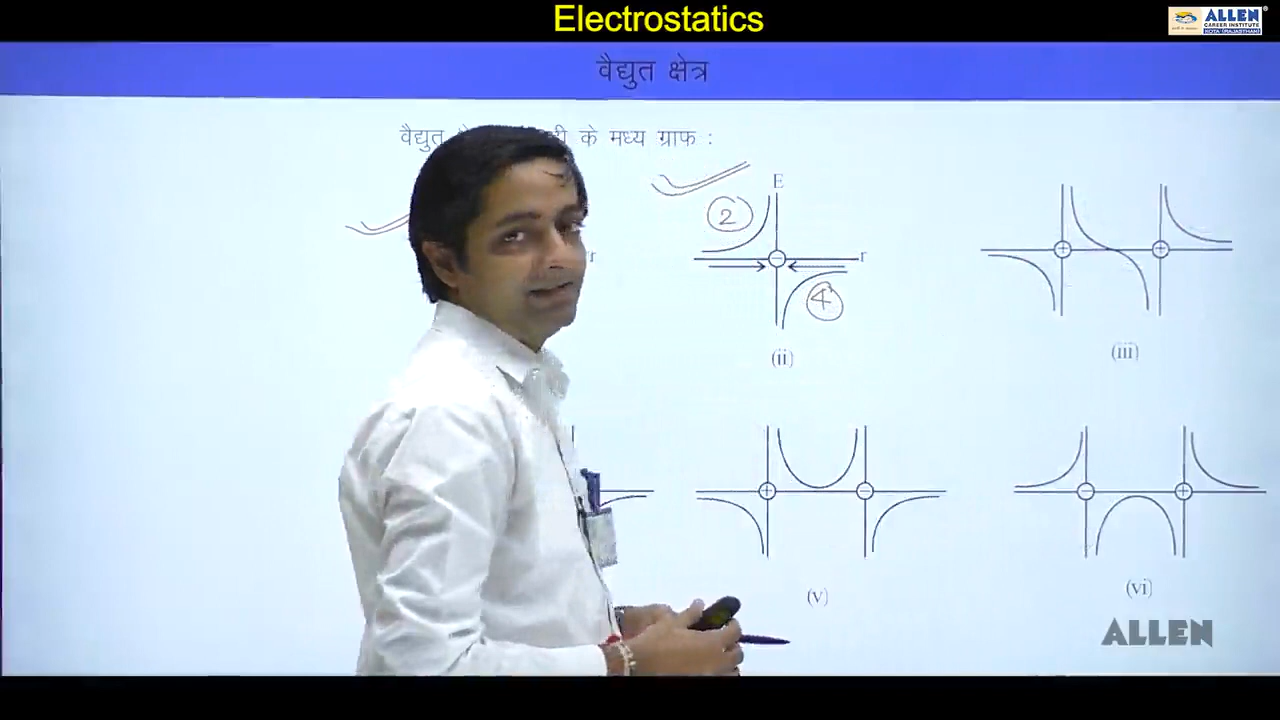 Electrostatics
ALLEN
CAREER INSTITUTE
KOTA (RAJASTHAN)
वैद्युत क्षेत्र
वैद्युत के मध्य ग्राफ :
E
2
r
r
4
(ii)
(iii)
(v)
(vi)
ALLEN